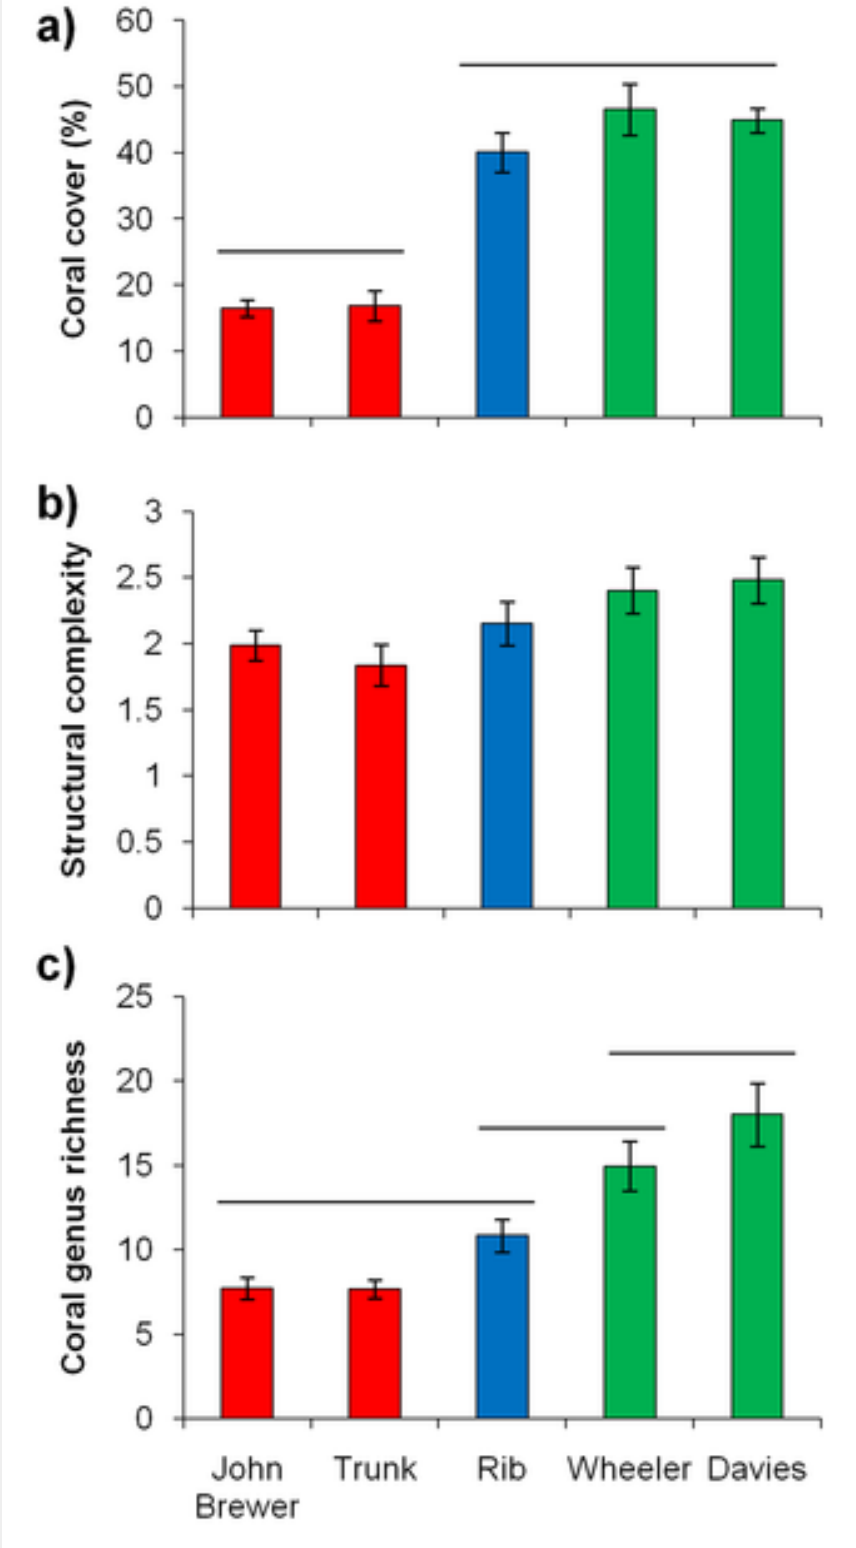 a)
Coral cover (%)
60
50
40
30
20
10
0
b)
Structural complexity
3
2.5
2
1.5
1
0.5
0
c)
Coral genus richness
25
20
15
10
5
0
John Trunk Rib Wheeler Davies
Brewer